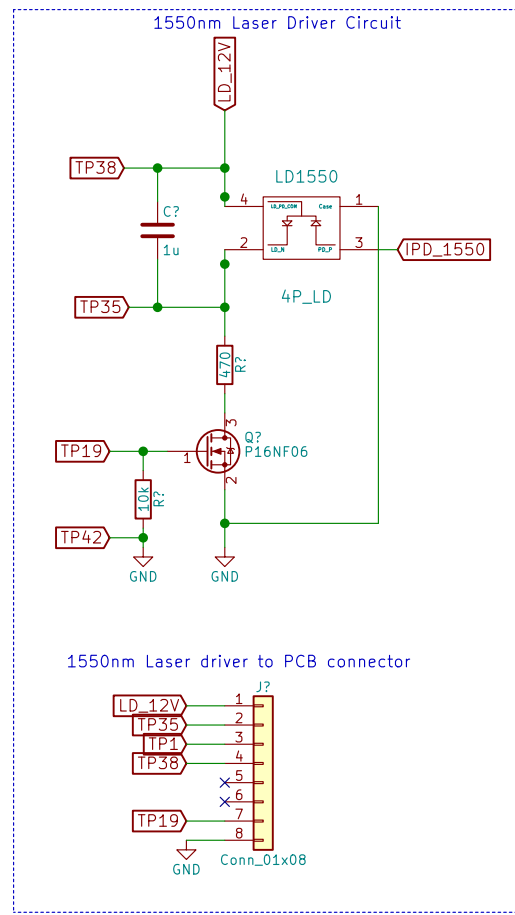 1550nm Laser Driver Circuit
LD_12V
TP38
C?
1u
LD1550
4
LD_PD_COM
Case
1
2
LD_N
PD_P
3
IPD_1550
4P_LD
TP35
470
R?
3
TP19
1
Q?
P16NF06
2
10k
R?
TP42
GND
GND
1550nm Laser driver to PCB connector
J?
LD_12V
1
TP35
2
TP1
3
TP38
4
5
6
TP19
7
8
GND
Conn_01x08